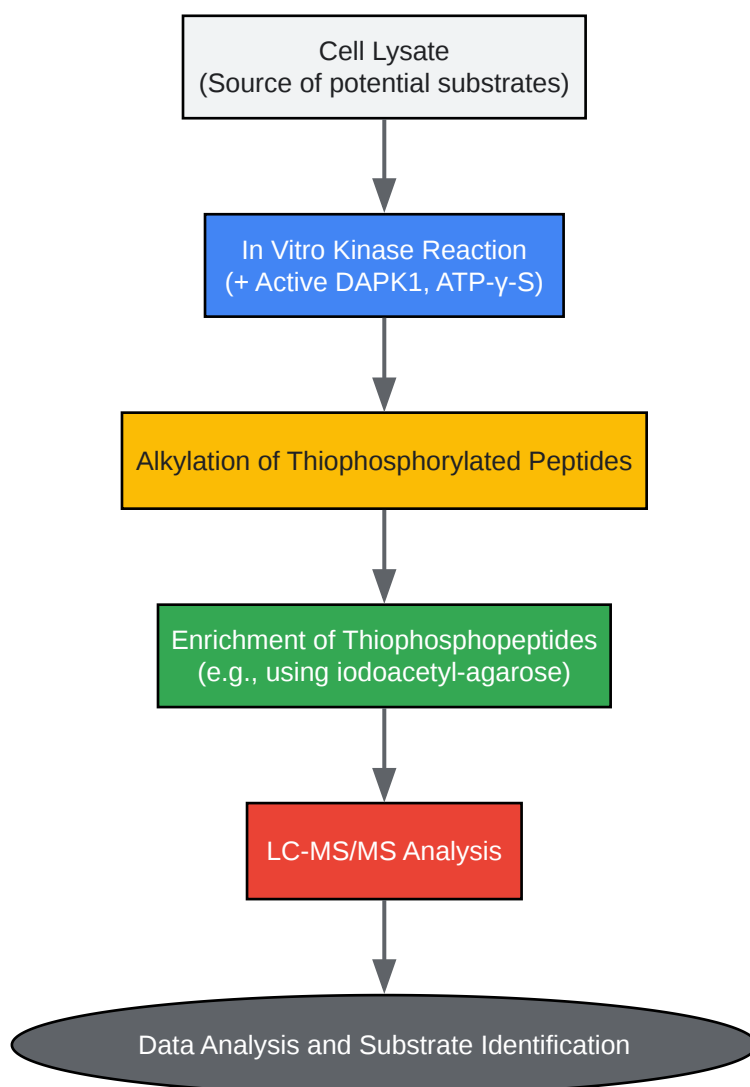 Cell Lysate
(Source of potential substrates)
In Vitro Kinase Reaction
(+ Active DAPK1, ATP-γ-S)
Alkylation of Thiophosphorylated Peptides
Enrichment of Thiophosphopeptides
(e.g., using iodoacetyl-agarose)
LC-MS/MS Analysis
Data Analysis and Substrate Identification